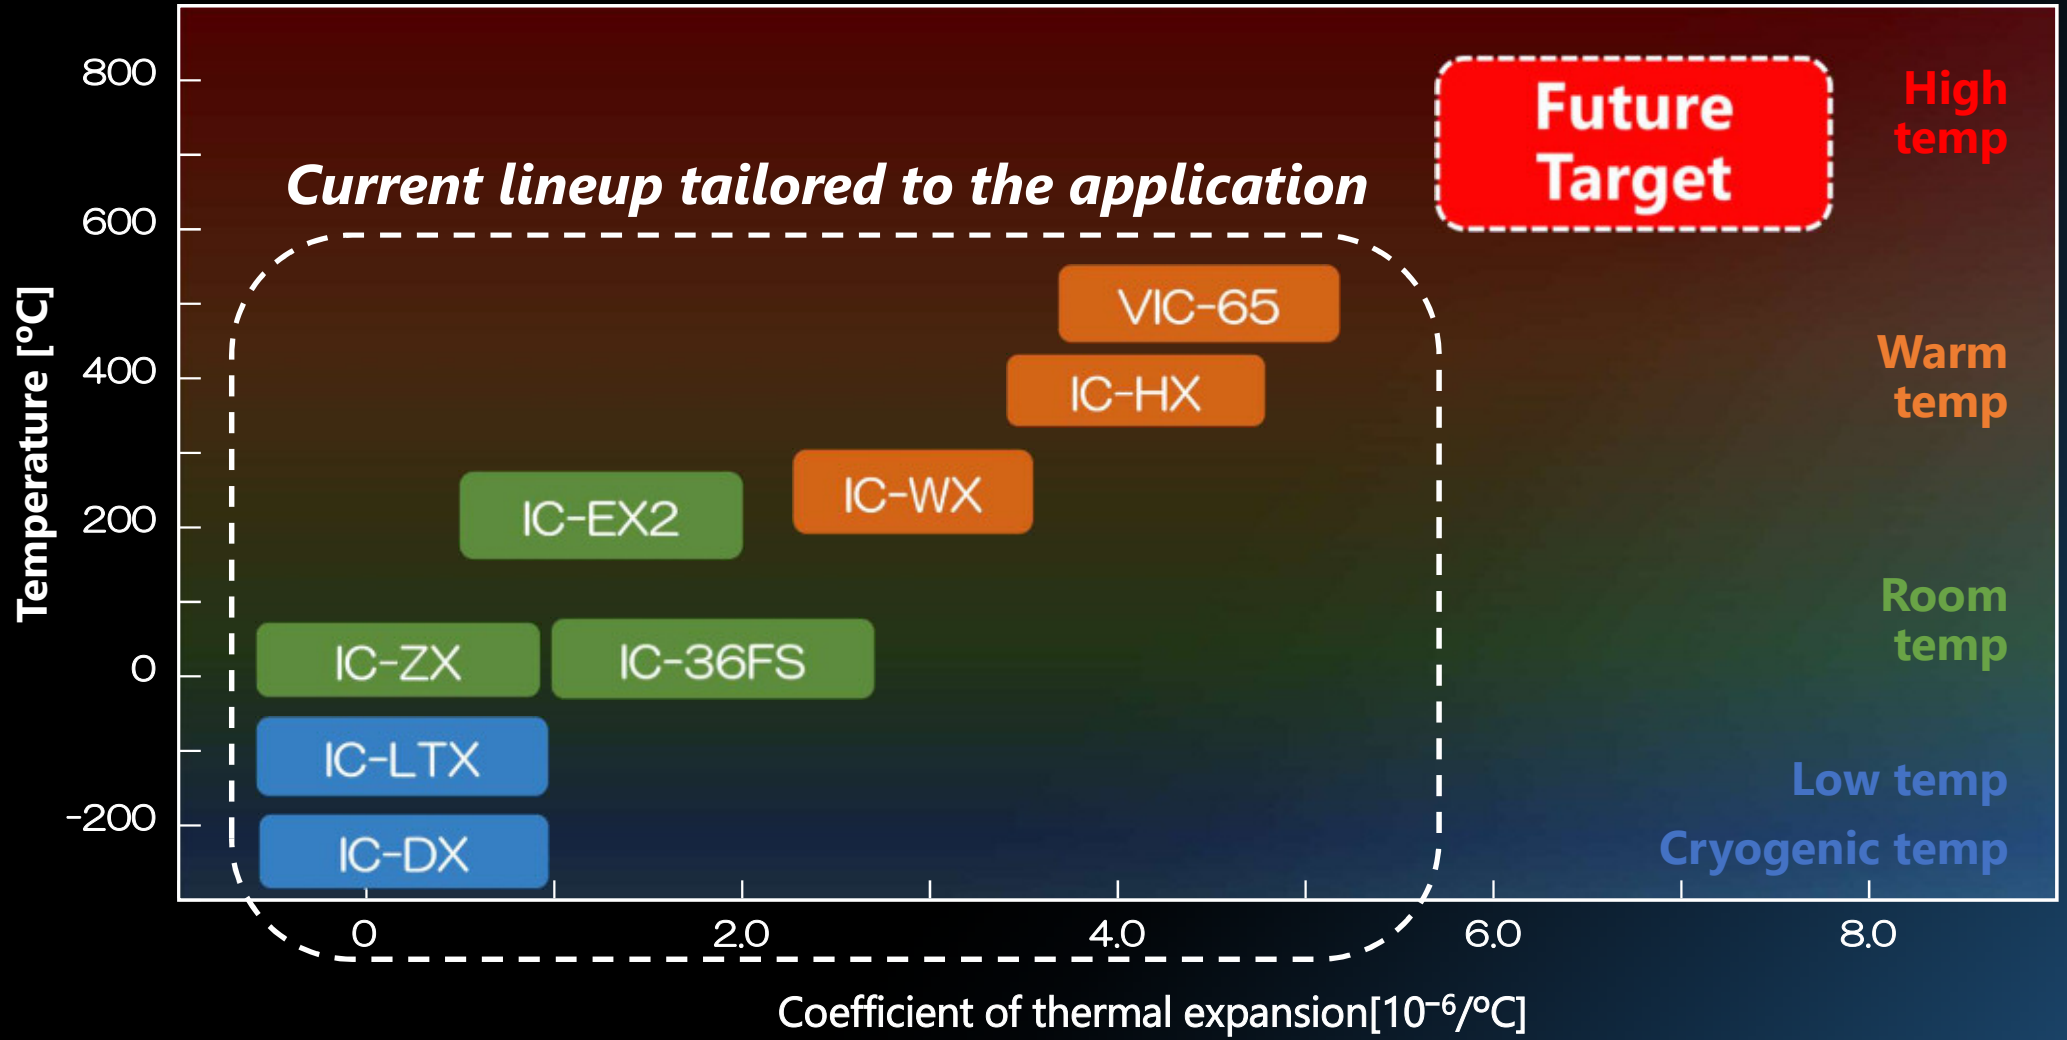 800
600
400
200
0
-200
Temperature [ºC]
Current lineup tailored to the application
Future
Target
High
temp
VIC-65
IC-HX
Warm
temp
IC-WX
IC-EX2
Room
temp
IC-ZX
IC-36FS
IC-LTX
Low temp
IC-DX
Cryogenic temp
0
2.0
4.0
6.0
8.0
Coefficient of thermal expansion[10⁻⁶/ºC]